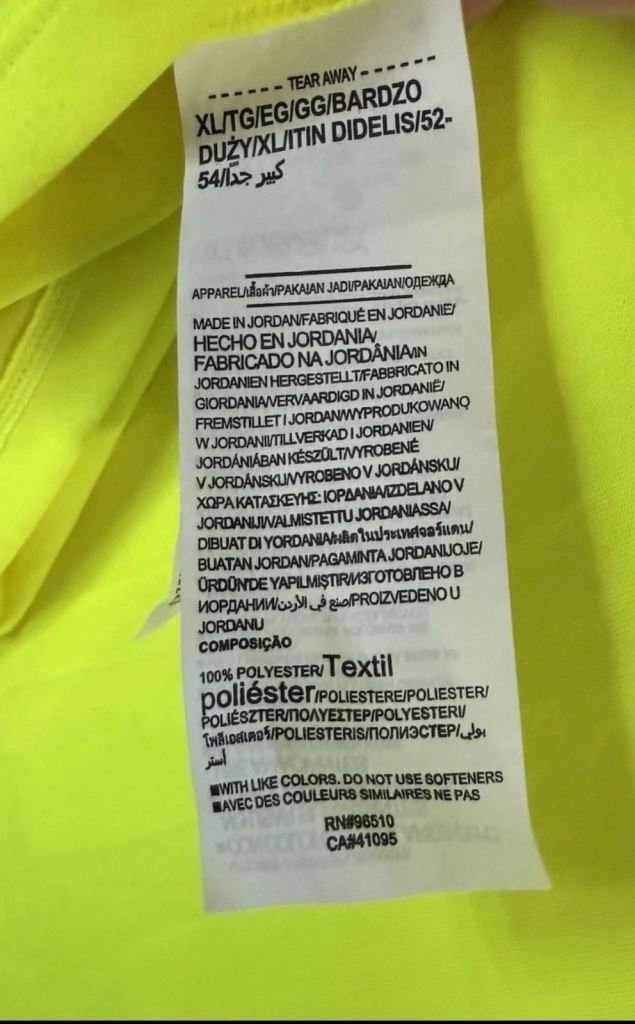 ------ TEAR AWAY ------
XL/TG/EG/GG/BARDZO
DUŻY/XL/ITIN DIDELIS/52-
54/كبير جدًا
APPAREL/เสื้อผ้า/PAKAIAN JADI/PAKAIAN/ОДЕЖДА
MADE IN JORDAN/FABRIQUÉ EN JORDANIE/
HECHO EN JORDANIA/
FABRICADO NA JORDÂNIA/IN
JORDANIEN HERGESTELLT/FABBRICATO IN
GIORDANIA/VERVAARDIGD IN JORDANIË/
FREMSTILLET I JORDAN/WYPRODUKOWANO
W JORDANII/TILLVERKAD I JORDANIEN/
JORDÁNIÁBAN KÉSZÜLT/VYROBENÉ
V JORDÁNSKU/VYROBENO V JORDÁNSKU/
ΧΩΡΑ ΚΑΤΑΣΚΕΥΗΣ: ΙΟΡΔΑΝΙΑ/IZDELANO V
JORDANIJI/VALMISTETTU JORDANIASSA/
DIBUAT DI YORDANIA/ผลิตในประเทศจอร์แดน/
BUATAN JORDAN/PAGAMINTA JORDANIJOJE/
ÜRDÜN'DE YAPILMIŞTIR/ИЗГОТОВЛЕНО В
ИОРДАНИИ/صنع في الأردن/PROIZVEDENO U
JORDANU
COMPOSIÇÃO
100% POLYESTER/Textil
poliéster/POLIESTERE/POLIESTER/
POLIÉSZTER/ΠΟΛΥΕΣΤΕΡ/POLYESTERI/
โพลีเอสเตอร์/POLIESTERIS/ПОЛИЭСТЕР/بولي
أستر
■WITH LIKE COLORS. DO NOT USE SOFTENERS
■AVEC DES COULEURS SIMILAIRES NE PAS
RN#96510
CA#41095